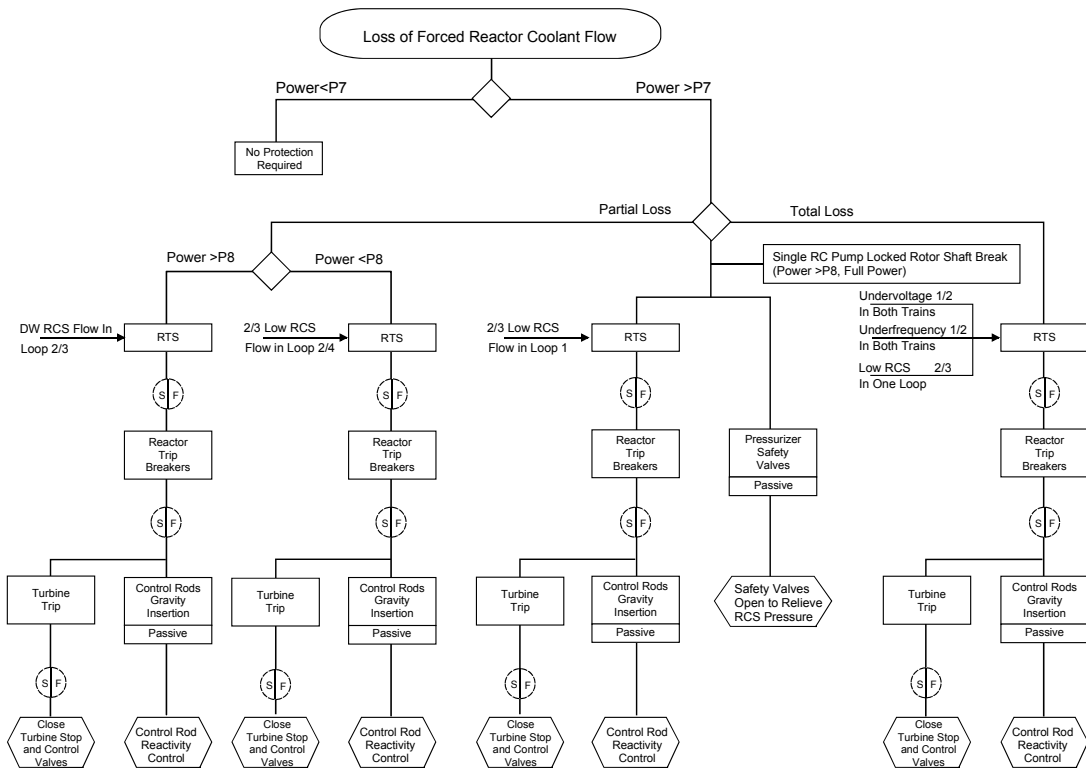 Loss of Forced Reactor Coolant Flow
Power<P7
Power >P7
No Protection
Required
Partial Loss
Total Loss
Power >P8
Power <P8
Single RC Pump Locked Rotor Shaft Break
(Power >P8, Full Power)
DW RCS Flow In
Loop 2/3
RTS
2/3 Low RCS
Flow in Loop 2/4
RTS
2/3 Low RCS
Flow in Loop 1
RTS
Undervoltage 1/2
In Both Trains
Underfrequency 1/2
In Both Trains
Low RCS 2/3
In One Loop
RTS
S F
S F
S F
S F
Reactor
Trip
Breakers
Reactor
Trip
Breakers
Reactor
Trip
Breakers
Pressurizer
Safety
Valves
Passive
Reactor
Trip
Breakers
S F
S F
S F
S F
Turbine
Trip
Control Rods
Gravity
Insertion
Passive
Turbine
Trip
Control Rods
Gravity
Insertion
Passive
Turbine
Trip
Control Rods
Gravity
Insertion
Passive
Safety Valves
Open to Relieve
RCS Pressure
Turbine
Trip
Control Rods
Gravity
Insertion
Passive
S F
S F
S F
S F
Close
Turbine Stop
and Control
Valves
Control Rod
Reactivity
Control
Close
Turbine Stop
and Control
Valves
Control Rod
Reactivity
Control
Close
Turbine Stop
and Control
Valves
Control Rod
Reactivity
Control
Close
Turbine Stop
and Control
Valves
Control Rod
Reactivity
Control